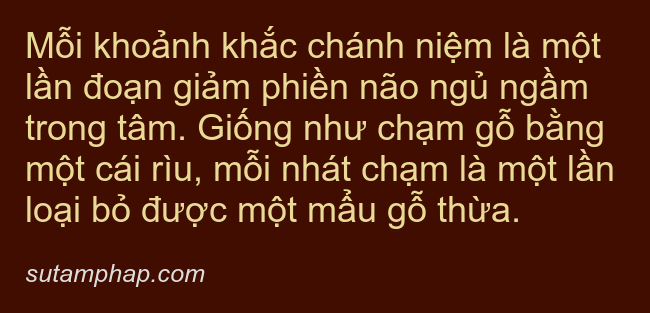 Mỗi khoảnh khắc chánh niệm là một
lần đoạn giảm phiền não ngủ ngầm
trong tâm. Giống như chạm gỗ bằng
một cái rìu, mỗi nhát chạm là một lần
loại bỏ được một mẩu gỗ thừa.
sutamphap.com